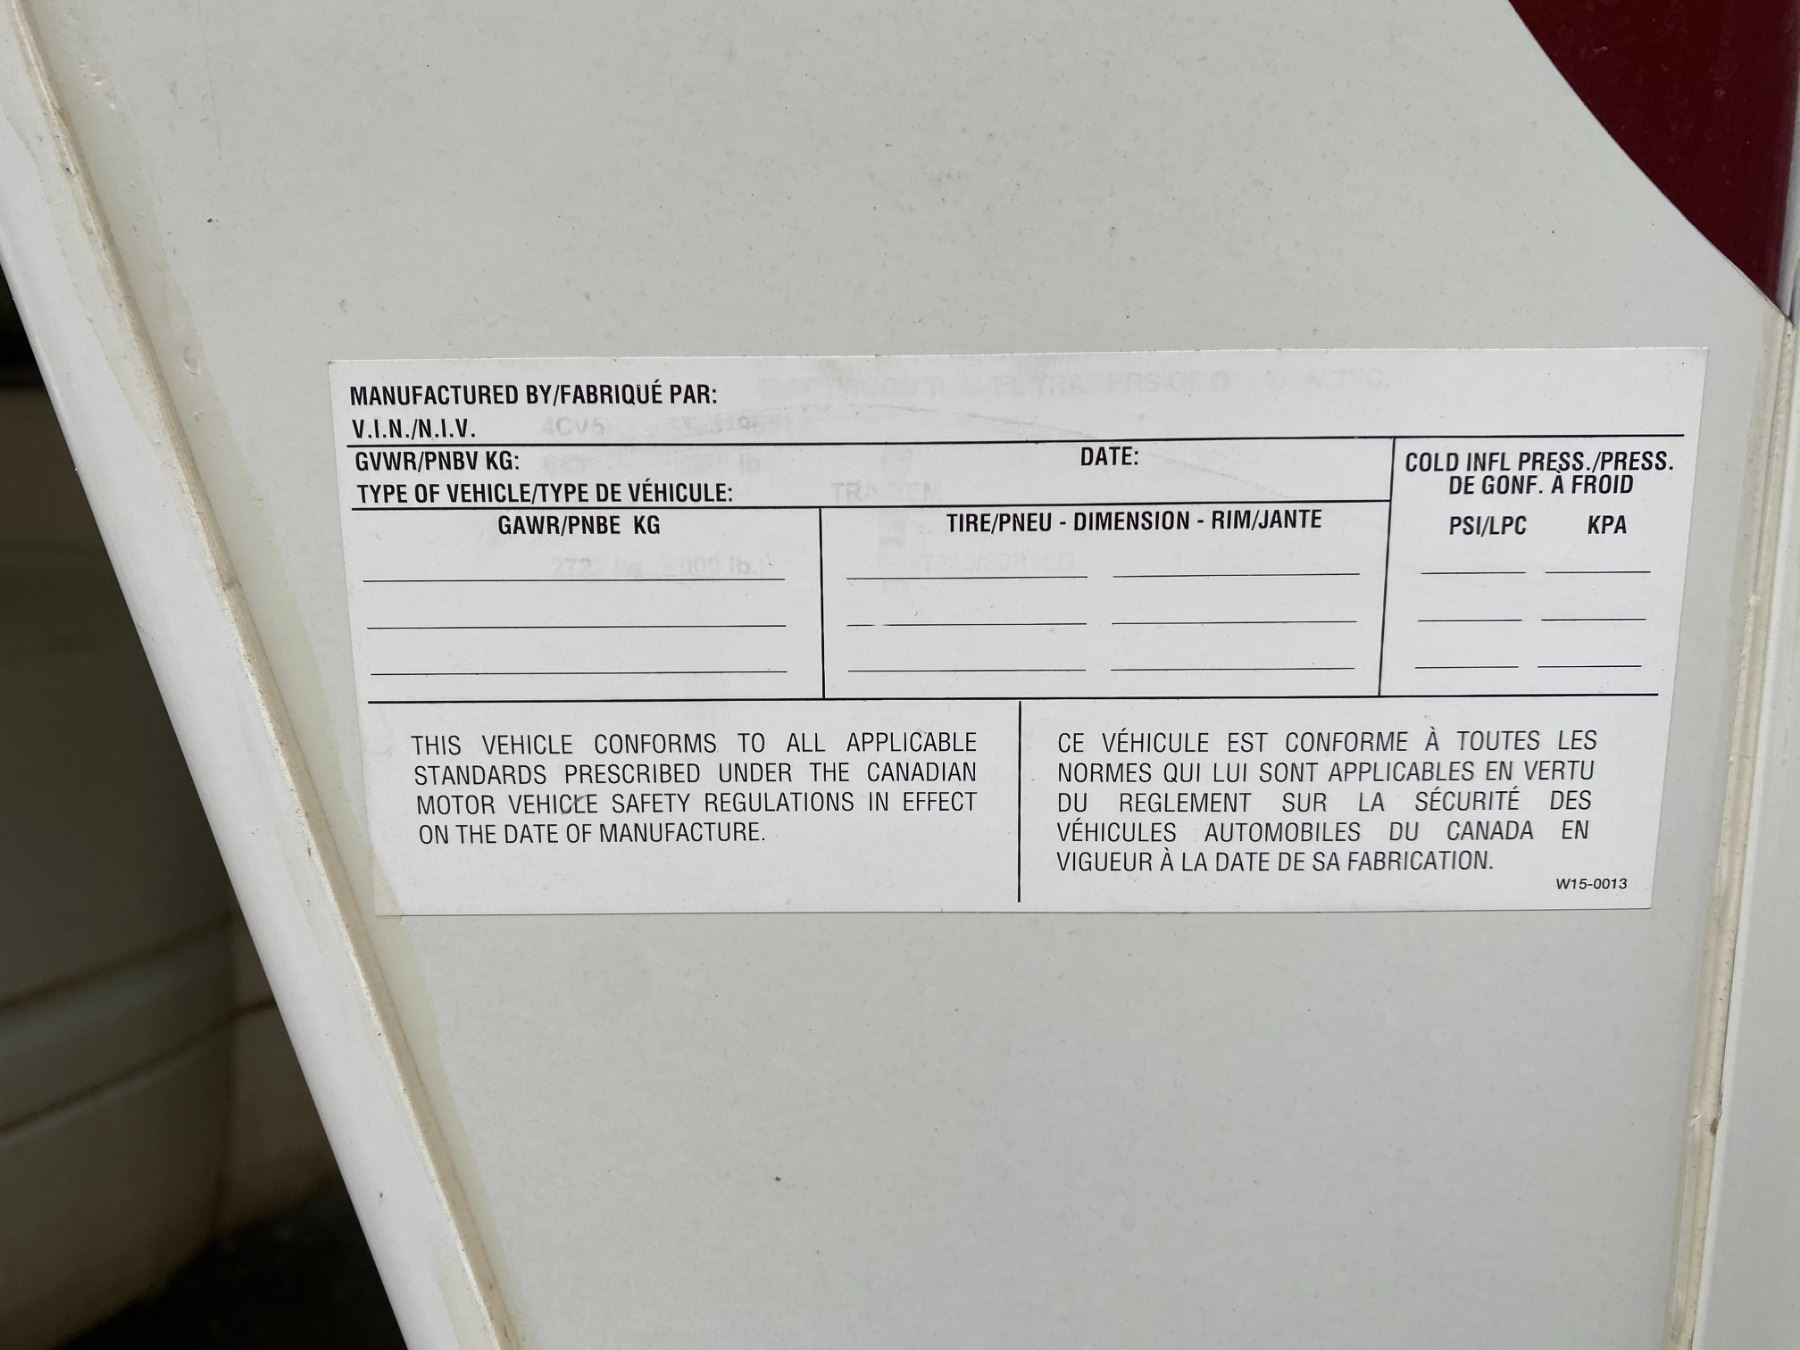 MANUFACTURED BY/FABRIQUÉ PAR:
V.I.N./N.I.V. 4CV5
GVWR/PNBV KG: DATE:
TYPE OF VEHICLE/TYPE DE VÉHICULE:
COLD INFL PRESS./PRESS.
DE GONF. À FROID
GAWR/PNBE KG TIRE/PNEU - DIMENSION - RIM/JANTE PSI/LPC KPA
THIS VEHICLE CONFORMS TO ALL APPLICABLE
STANDARDS PRESCRIBED UNDER THE CANADIAN
MOTOR VEHICLE SAFETY REGULATIONS IN EFFECT
ON THE DATE OF MANUFACTURE.
CE VÉHICULE EST CONFORME À TOUTES LES
NORMES QUI LUI SONT APPLICABLES EN VERTU
DU REGLEMENT SUR LA SÉCURITÉ DES
VÉHICULES AUTOMOBILES DU CANADA EN
VIGUEUR À LA DATE DE SA FABRICATION.
W15-0013